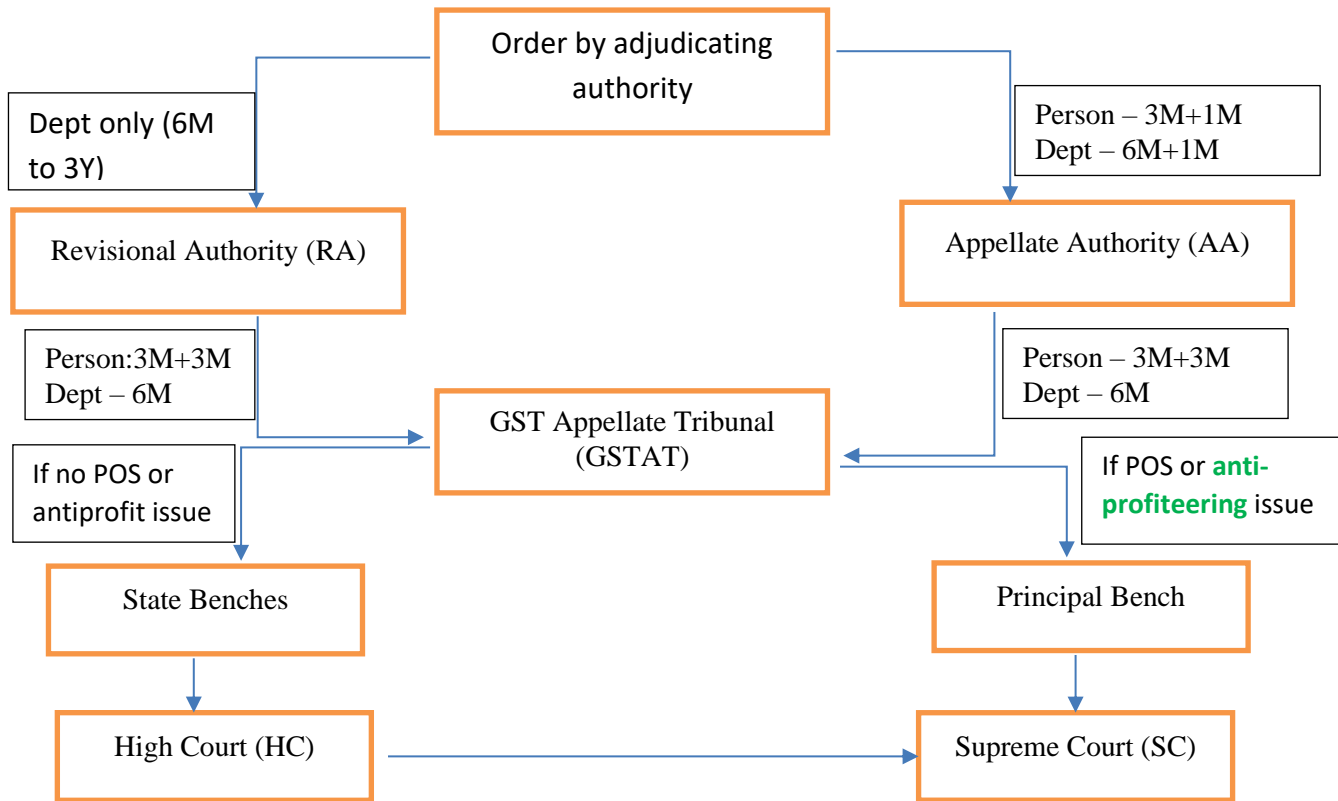 Order by adjudicating
authority
Dept only (6M
to 3Y)
Person – 3M+1M
Dept – 6M+1M
Revisional Authority (RA)
Appellate Authority (AA)
Person:3M+3M
Dept – 6M
Person – 3M+3M
Dept – 6M
GST Appellate Tribunal
(GSTAT)
If no POS or
antiprofit issue
If POS or anti-
profiteering issue
State Benches
Principal Bench
High Court (HC)
Supreme Court (SC)